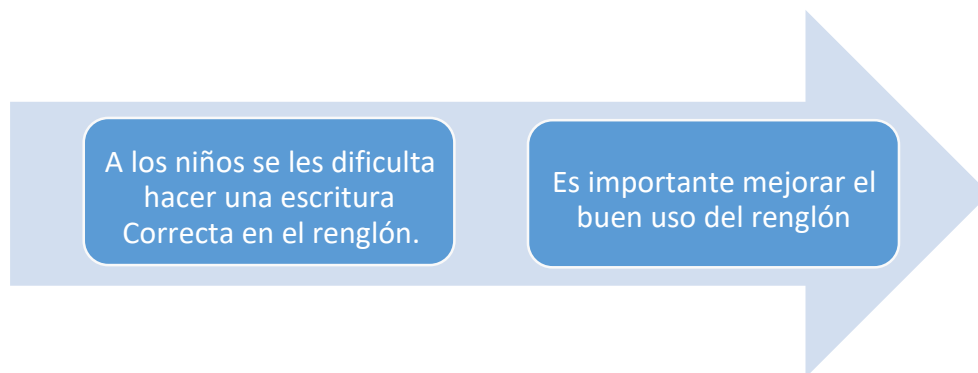 A los niños se les dificulta
hacer una escritura
Correcta en el renglón.
Es importante mejorar el
buen uso del renglón